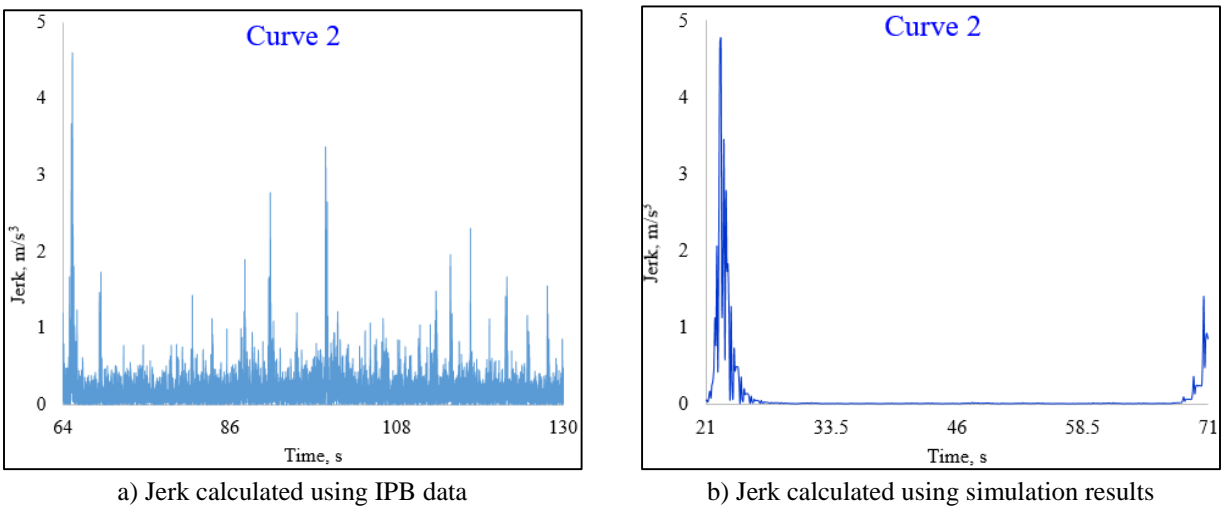 Curve 2
5
4
3
2
1
0
Jerk, m/s³
64 86 108 130
Time, s
a) Jerk calculated using IPB data
Curve 2
5
4
3
2
1
0
Jerk, m/s³
21 33.5 46 58.5 71
Time, s
b) Jerk calculated using simulation results